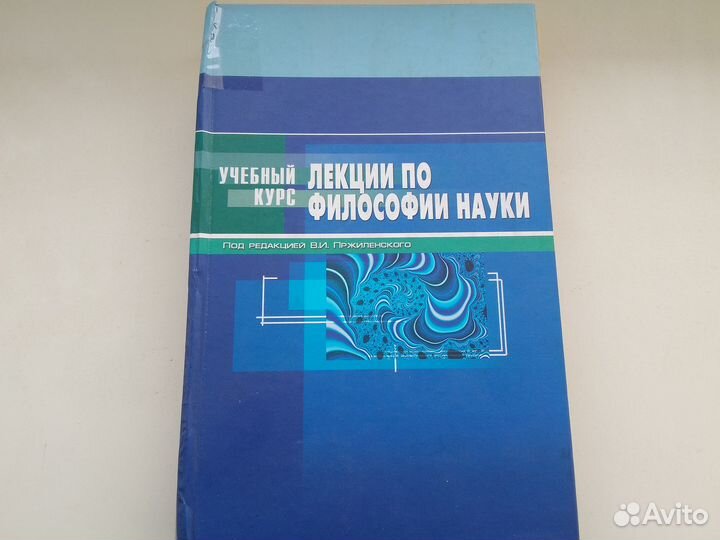 УЧЕБНЫЙ
КУРС
ЛЕКЦИИ ПО
ФИЛОСОФИИ НАУКИ
Под редакцией В.И. Пржиленского
Avito